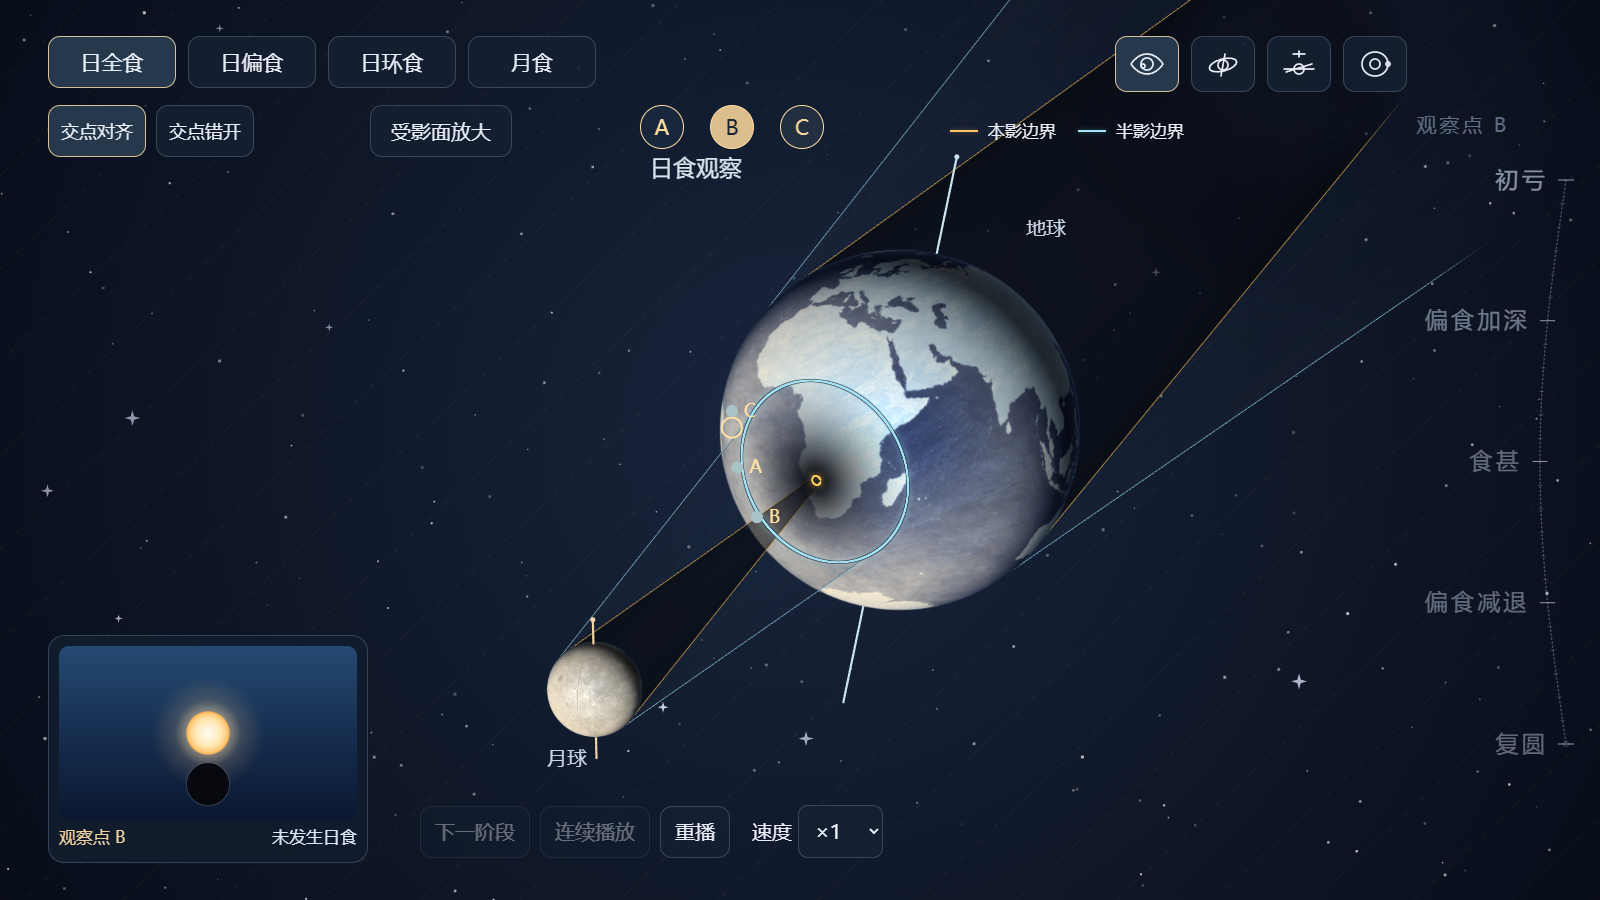 日全食 日偏食 日环食 月食
交点对齐 交点错开 受影面放大 A B C
日食观察
本影边界 半影边界
观察点 B
初亏
地球
偏食加深
C
A
食甚
B
偏食减退
月球
复圆
观察点 B 未发生日食
下一阶段 连续播放 重播 速度 ×1